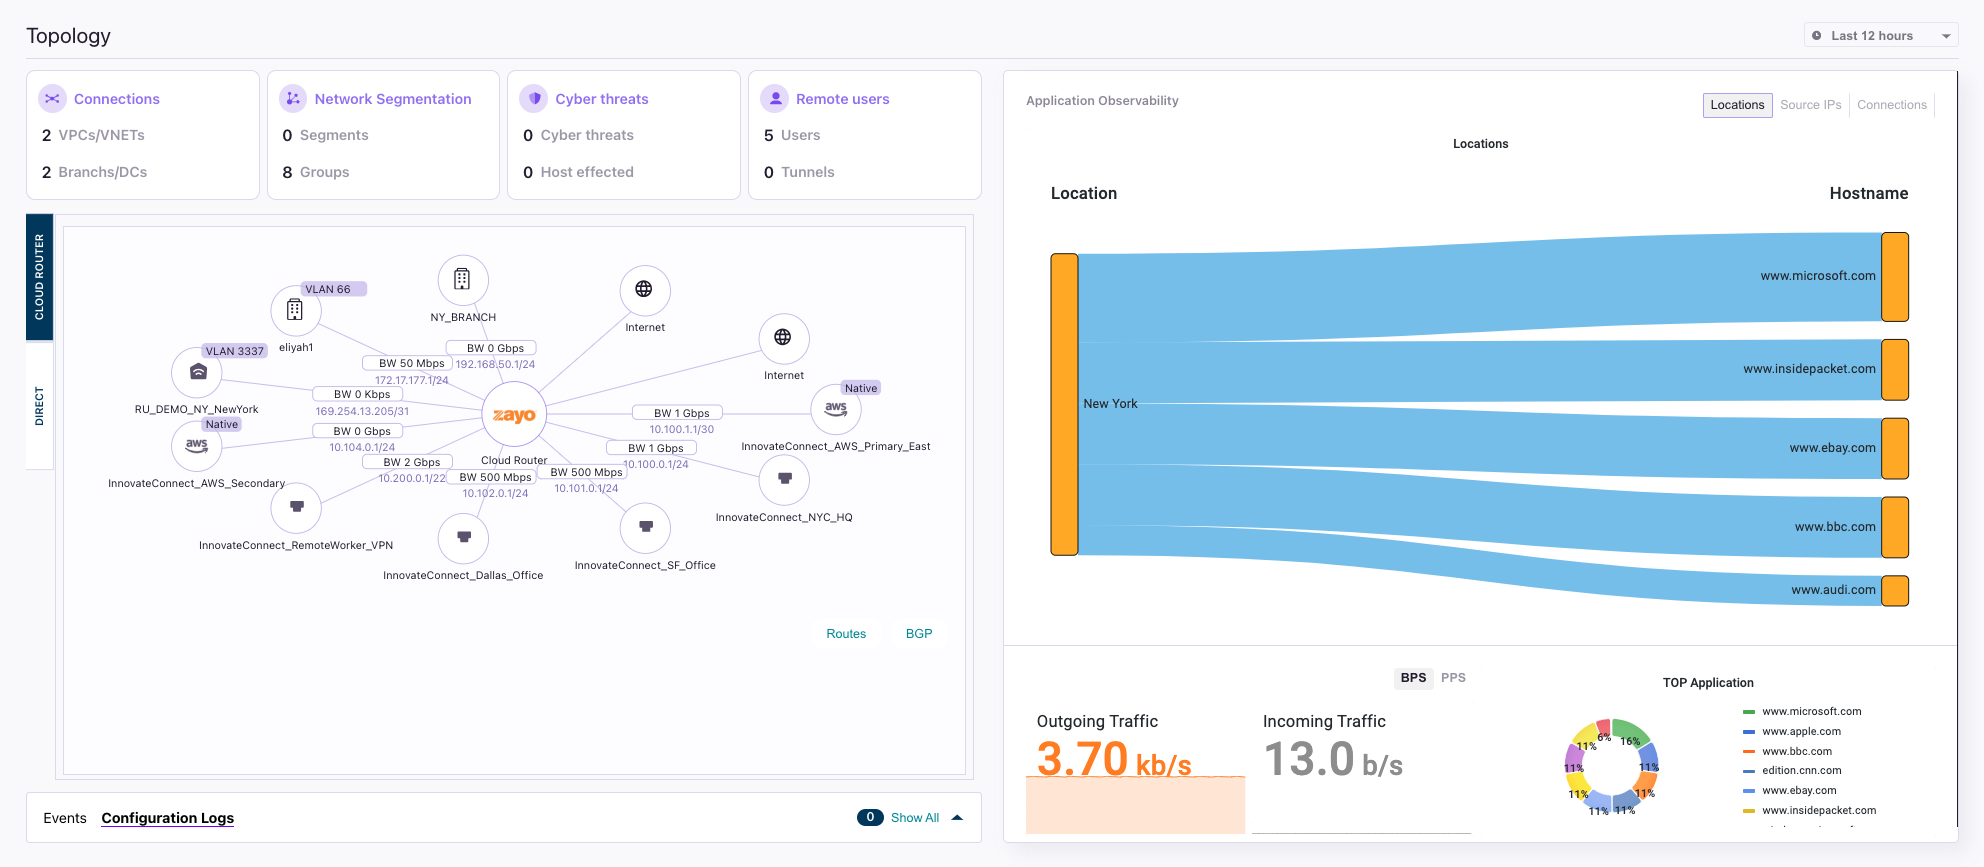 Topology
Last 12 hours
Connections
2 VPCs/VNETs
2 Branchs/DCs
Network Segmentation
0 Segments
8 Groups
Cyber threats
0 Cyber threats
0 Host effected
Remote users
5 Users
0 Tunnels
CLOUD ROUTER
DIRECT
VLAN 66
eliyah1
NY_BRANCH
Internet
Internet
VLAN 3337
RU_DEMO_NY_NewYork
BW 50 Mbps
172.17.177.1/24
BW 0 Gbps
192.168.50.1/24
BW 0 Kbps
169.254.13.205/31
zayo
Cloud Router
Native
aws
InnovateConnect_AWS_Secondary
BW 0 Gbps
10.104.0.1/24
BW 1 Gbps
10.100.1.1/30
Native
aws
InnovateConnect_AWS_Primary_East
BW 2 Gbps
10.200.0.1/22
BW 500 Mbps
10.102.0.1/24
BW 500 Mbps
10.101.0.1/24
BW 1 Gbps
10.100.0.1/24
InnovateConnect_NYC_HQ
InnovateConnect_RemoteWorker_VPN
InnovateConnect_Dallas_Office
InnovateConnect_SF_Office
Routes
BGP
Events
Configuration Logs
0
Show All
Application Observability
Locations
Source IPs
Connections
Locations
Location
Hostname
New York
www.microsoft.com
www.insidepacket.com
www.ebay.com
www.bbc.com
www.audi.com
BPS
PPS
Outgoing Traffic
3.70 kb/s
Incoming Traffic
13.0 b/s
TOP Application
16%
11%
11%
11%
11%
11%
11%
11%
6%
www.microsoft.com
www.apple.com
www.bbc.com
edition.cnn.com
www.ebay.com
www.insidepacket.com